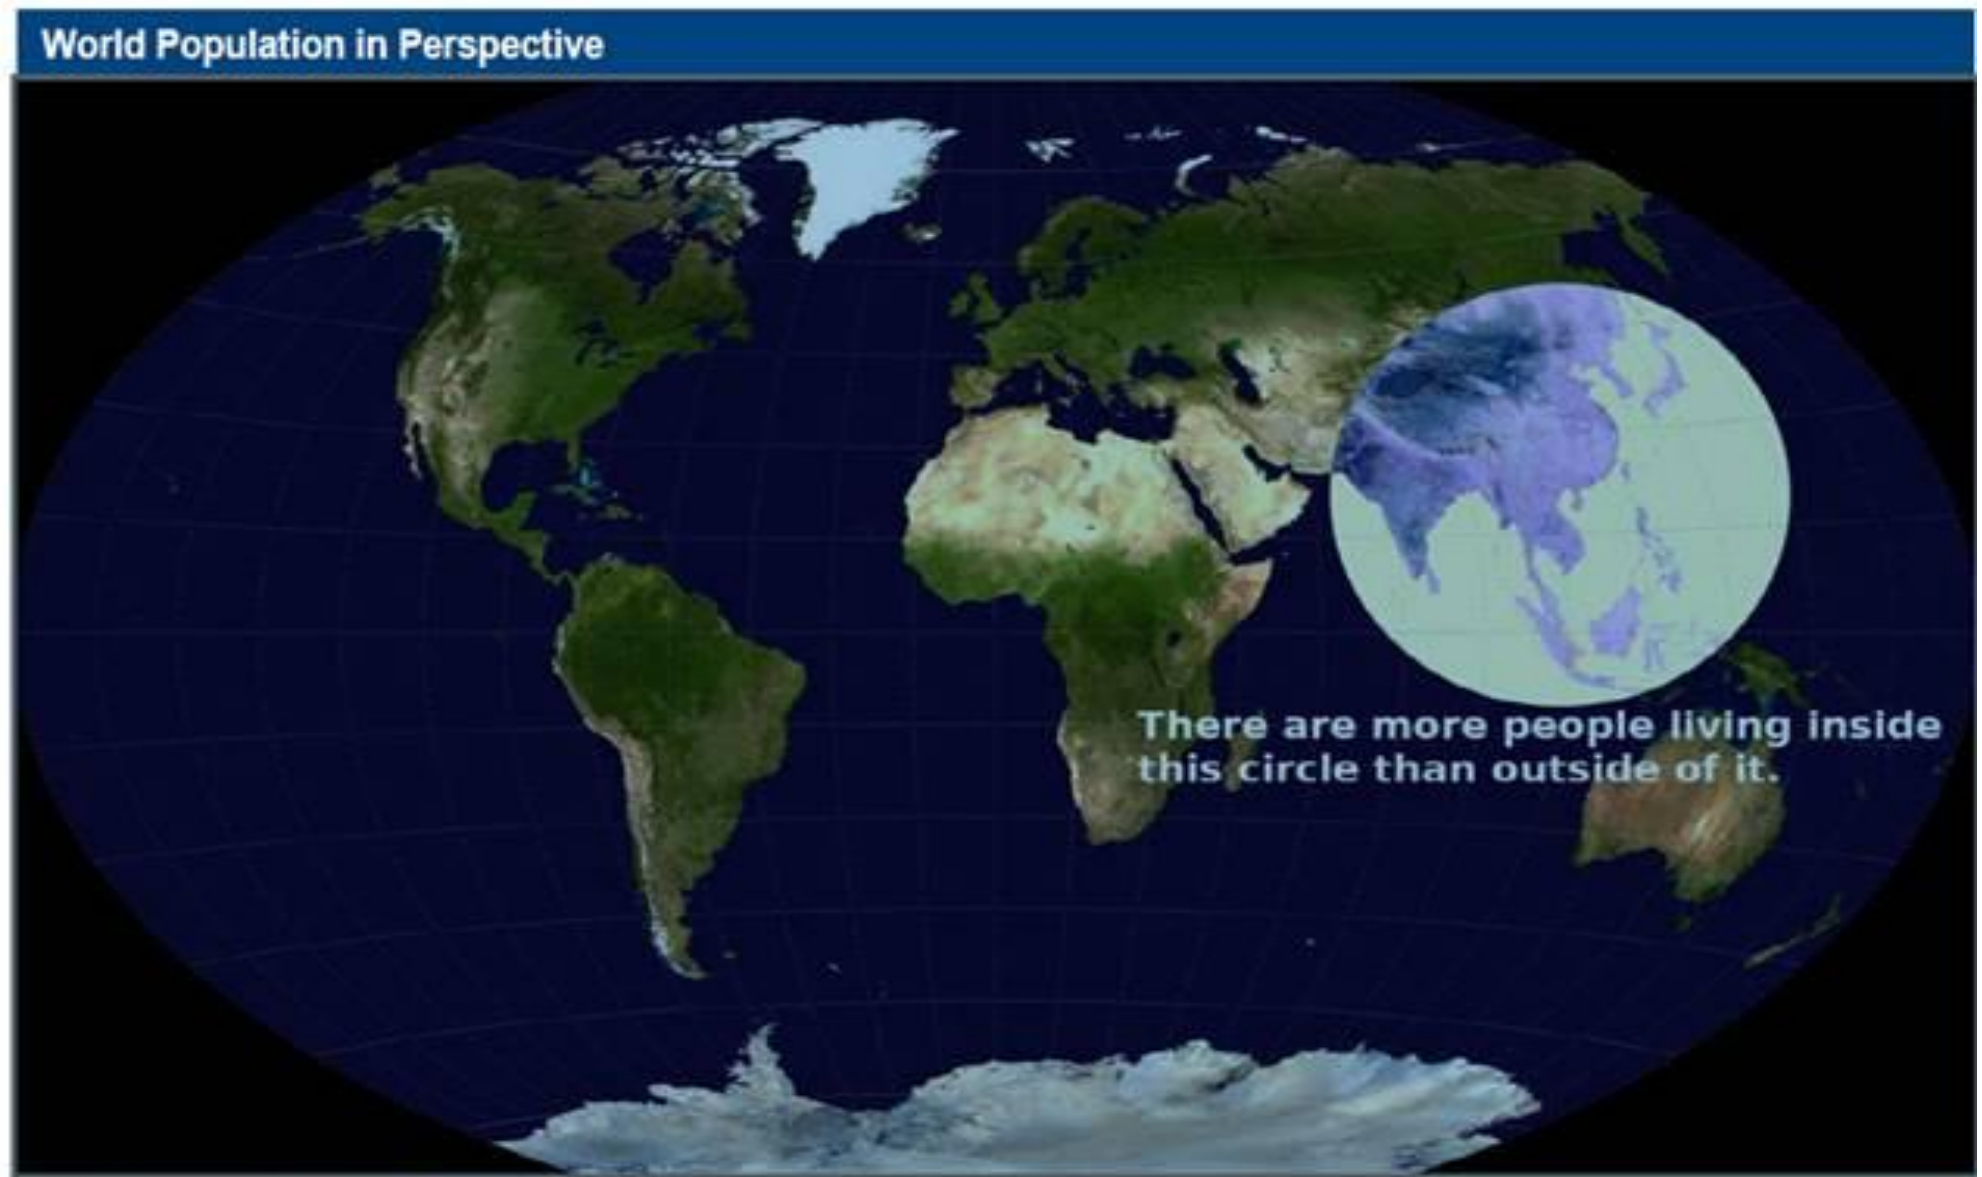 World Population in Perspective
There are more people living inside
this circle than outside of it.